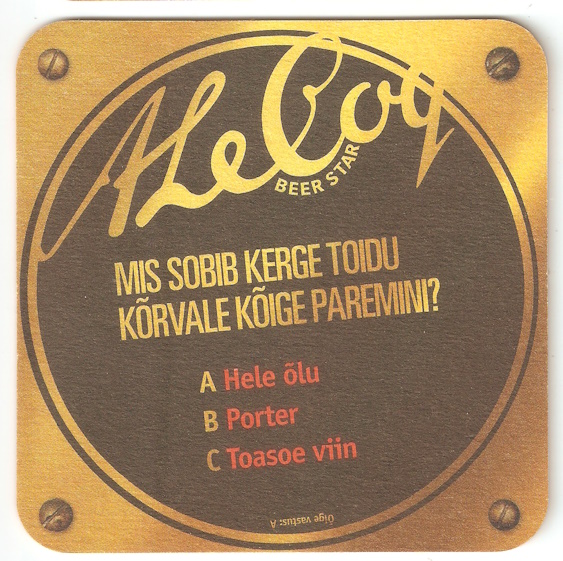 A Le Coq
BEER STAR
MIS SOBIB KERGE TOIDU
KÕRVALE KÕIGE PAREMINI?
A Hele õlu
B Porter
C Toasoe viin
Õige vastus: A